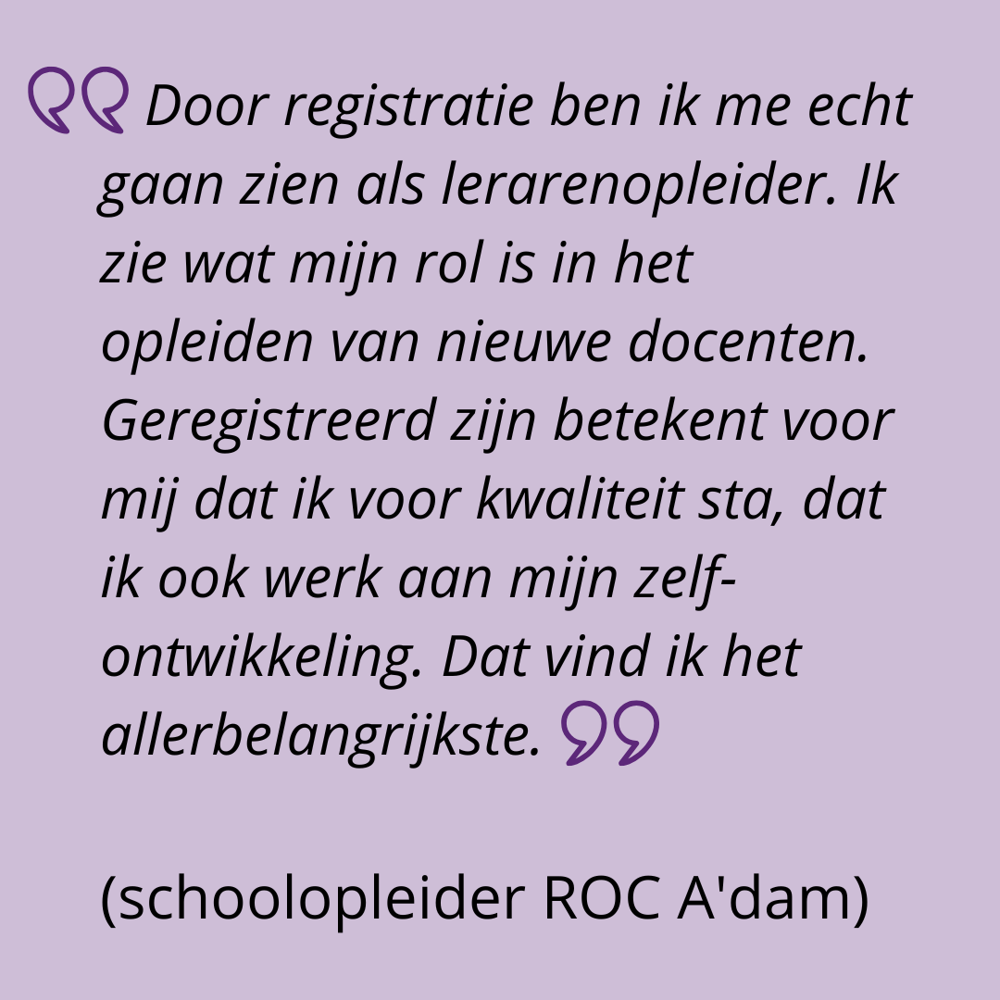 Door registratie ben ik me echt
gaan zien als lerarenopleider. Ik
zie wat mijn rol is in het
opleiden van nieuwe docenten.
Geregistreerd zijn betekent voor
mij dat ik voor kwaliteit sta, dat
ik ook werk aan mijn zelf-
ontwikkeling. Dat vind ik het
allerbelangrijkste.
(schoolopleider ROC A'dam)